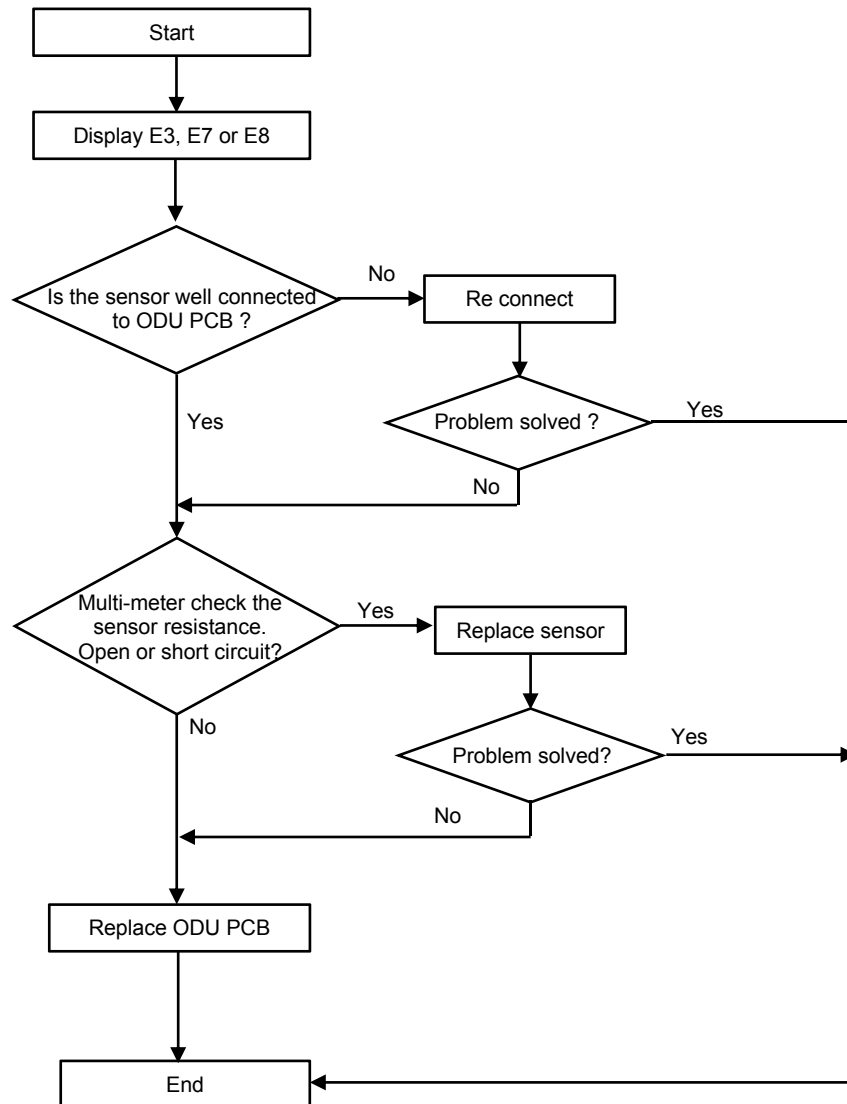 Start
Display E3, E7 or E8
Is the sensor well connected
to ODU PCB ?
No
Re connect
Yes
Problem solved ?
Yes
No
Multi-meter check the
sensor resistance.
Open or short circuit?
Yes
Replace sensor
No
Problem solved?
Yes
No
Replace ODU PCB
End